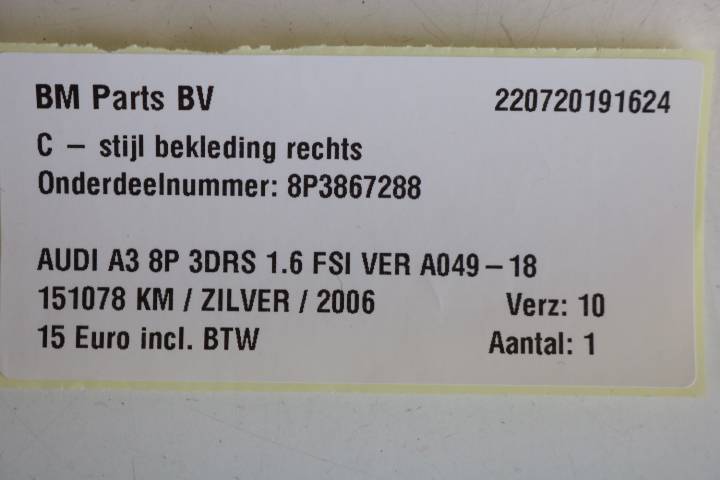 BM Parts BV 220720191624
C – stijl bekleding rechts
Onderdeelnummer: 8P3867288
AUDI A3 8P 3DRS 1.6 FSI VER A049–18
151078 KM / ZILVER / 2006 Verz: 10
15 Euro incl. BTW Aantal: 1